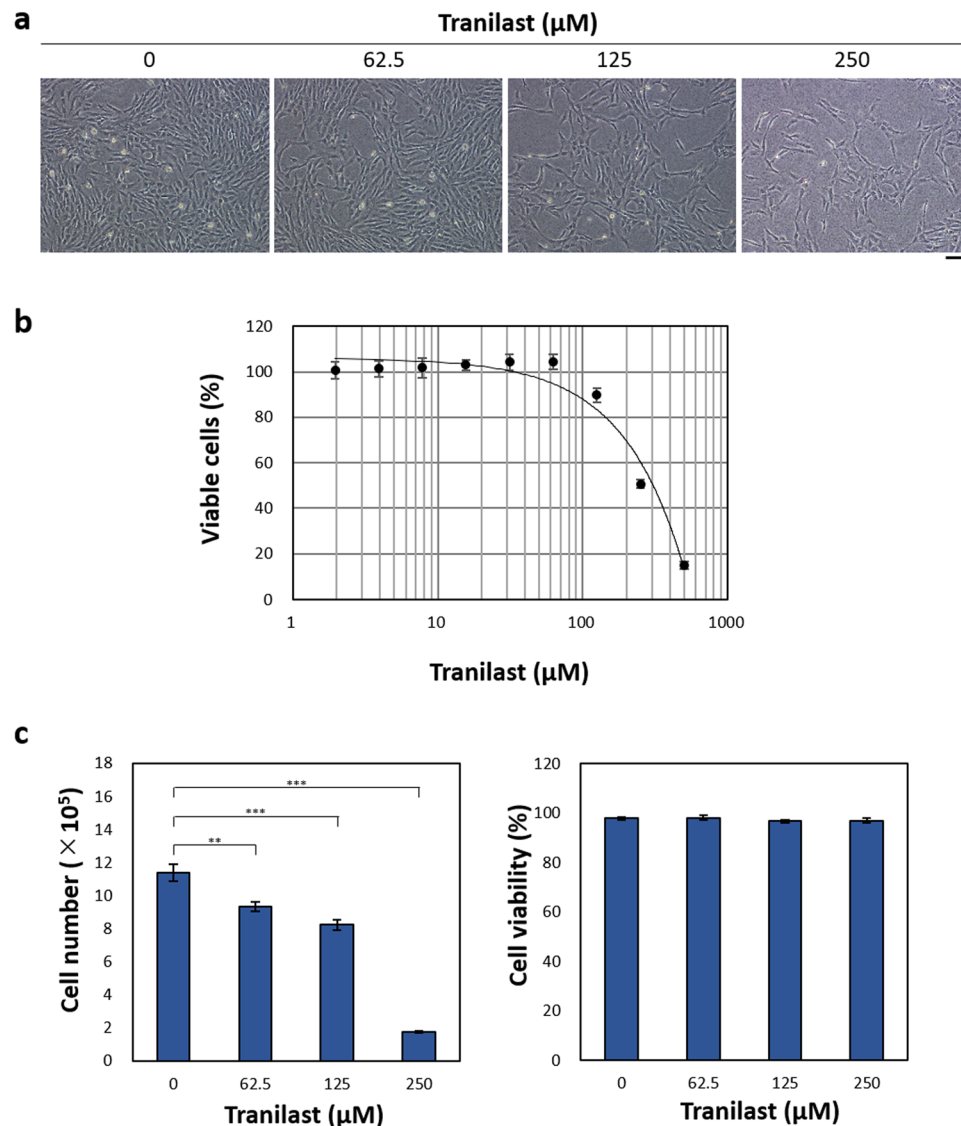 a
Tranilast (μM)
0 62.5 125 250
b
120
100
80
60
40
20
0
Viable cells (%)
1 10 100 1000
Tranilast (μM)
c
18
16
14
12
10
8
6
4
2
0
Cell number (×10⁵)
***
***
**
0 62.5 125 250
Tranilast (μM)
120
100
80
60
40
20
0
Cell viability (%)
0 62.5 125 250
Tranilast (μM)